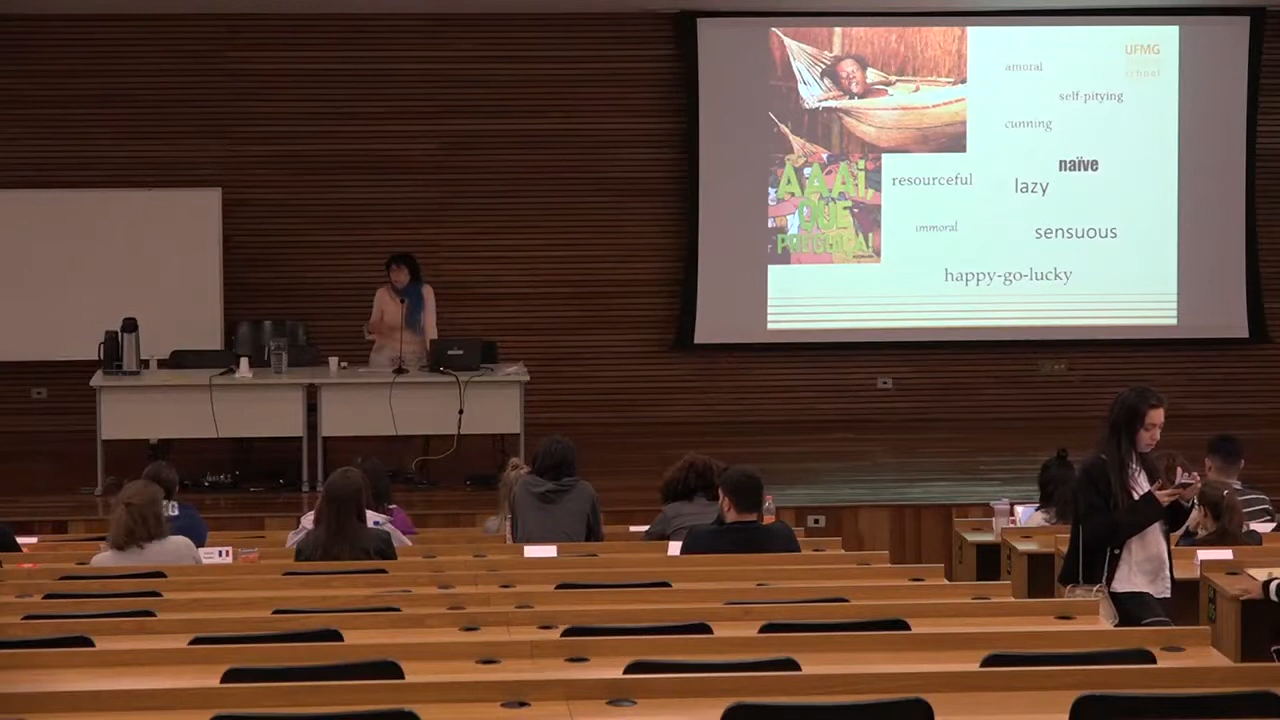 UFMG
amoral
self-pitying
cunning
naïve
resourceful
lazy
immoral
sensuous
happy-go-lucky
AAAi,
QUE
PREGUIÇA!